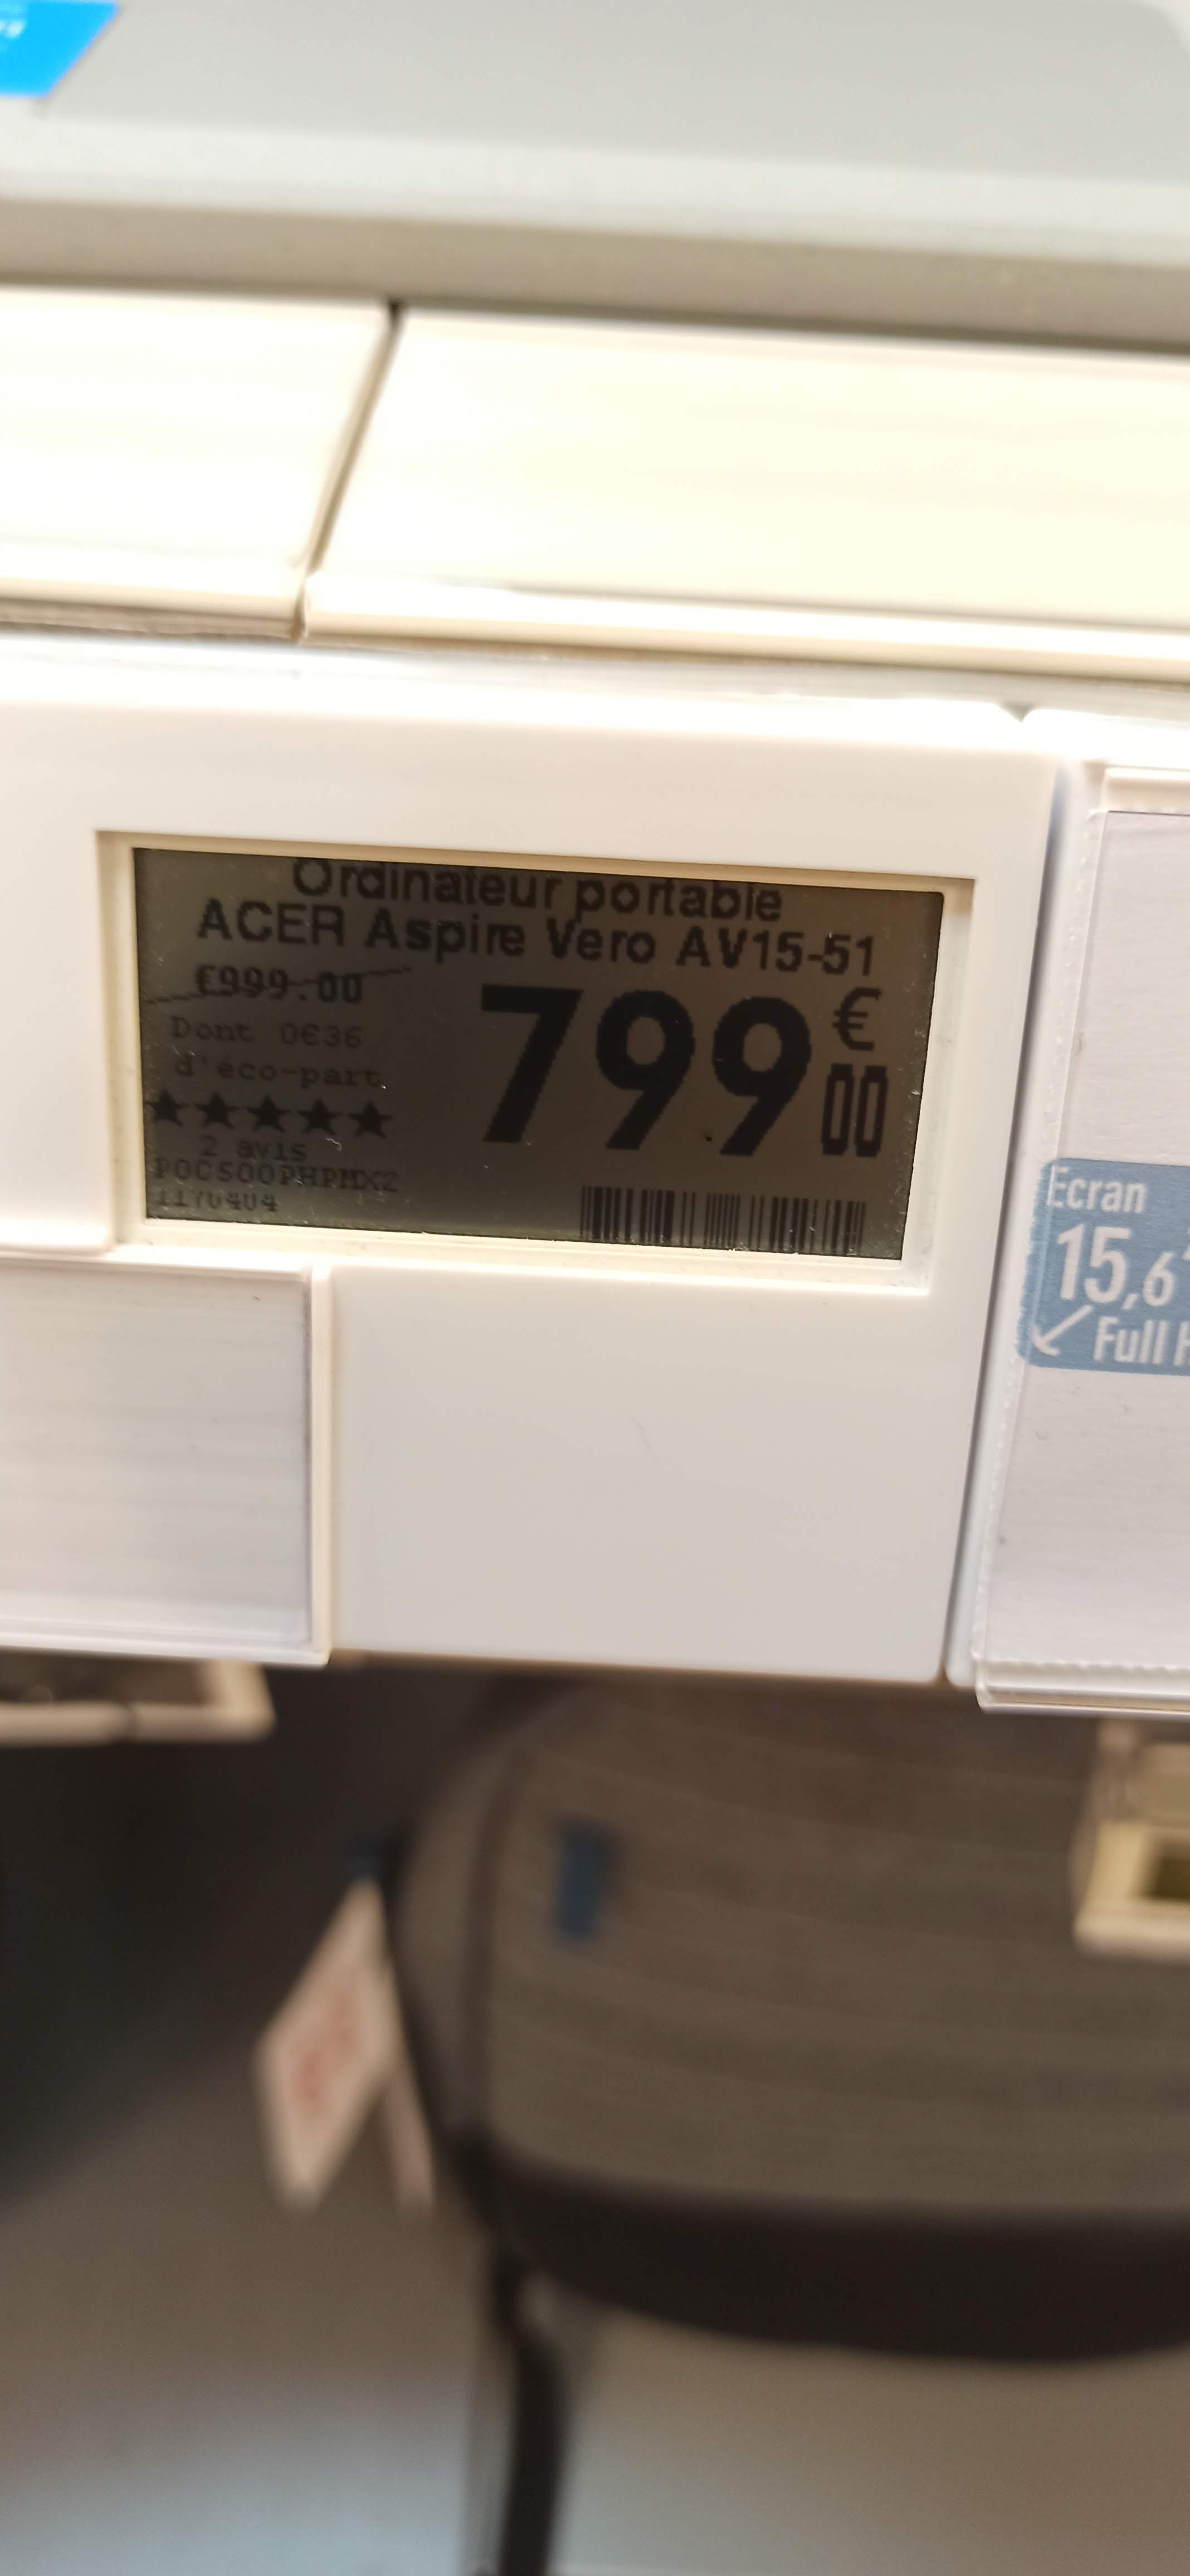 Ordinateur portable
ACER Aspire Vero AV15-51
€999.00
799€00
Dont 0€36
d'éco-part
★★★★★
2 avis
POC500PHPMX2
1170404
Ecran
15,6
Full